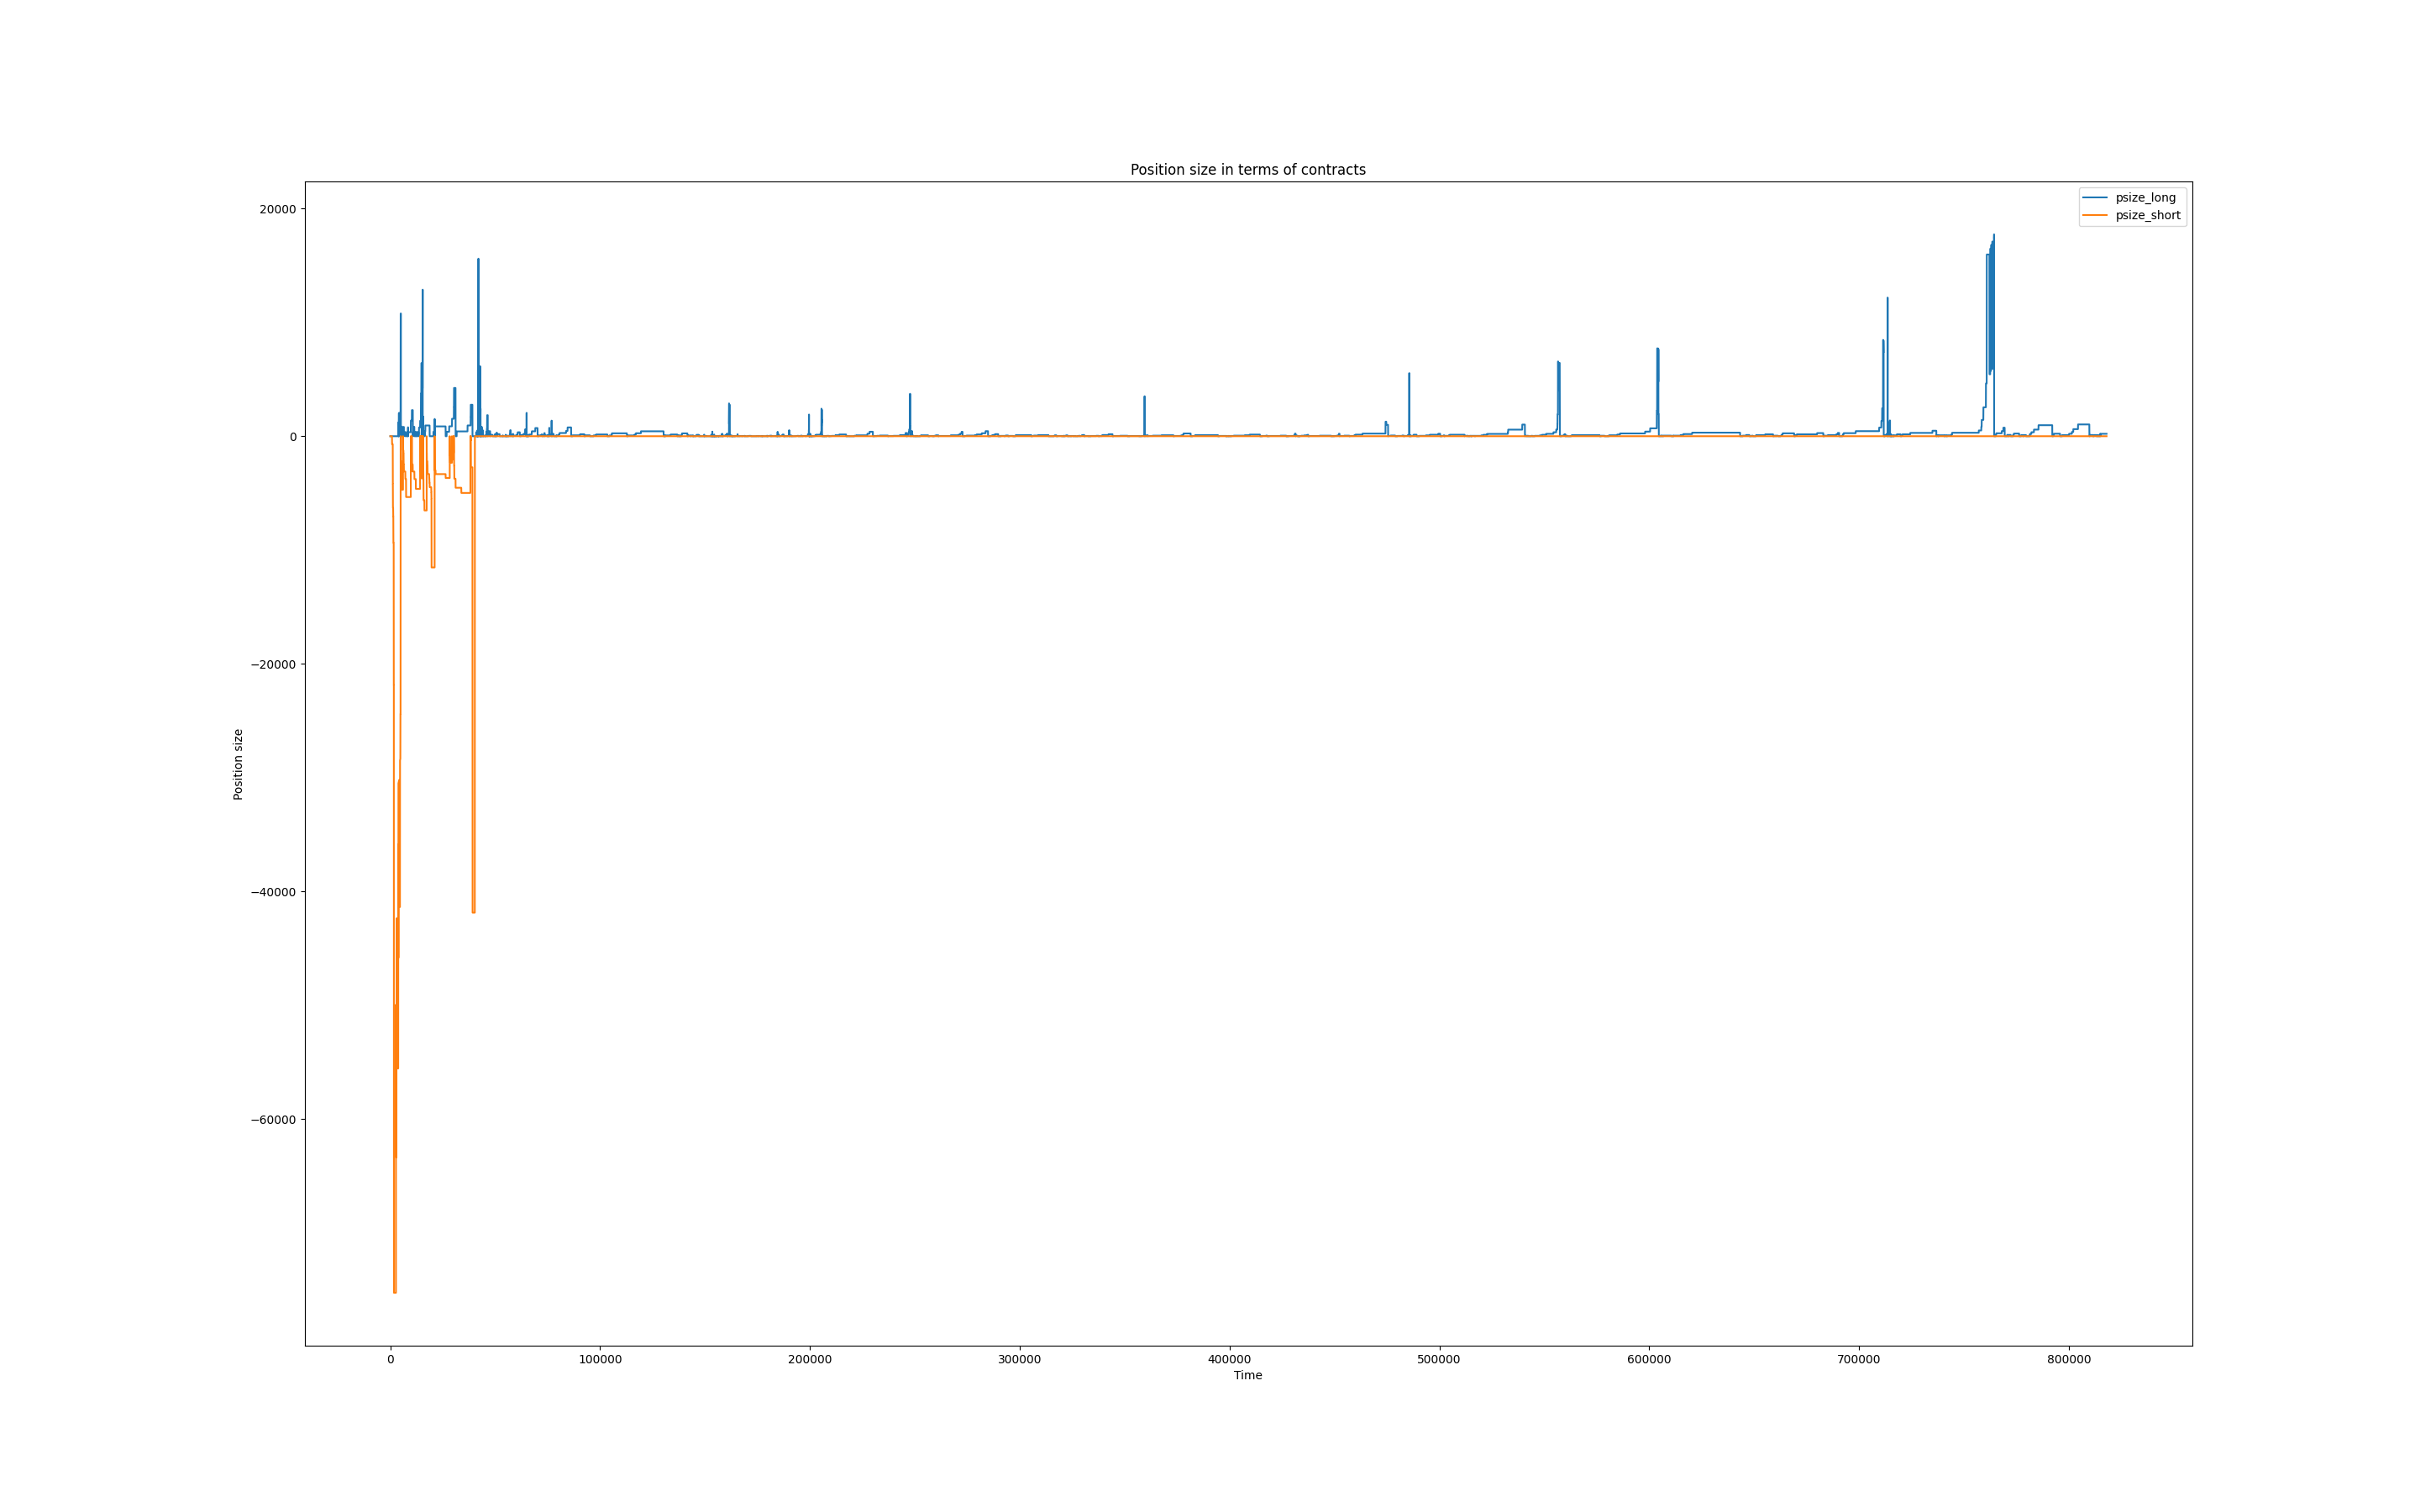 Position size in terms of contracts
psize_long
psize_short
20000
0
−20000
−40000
−60000
Position size
0 100000 200000 300000 400000 500000 600000 700000 800000
Time